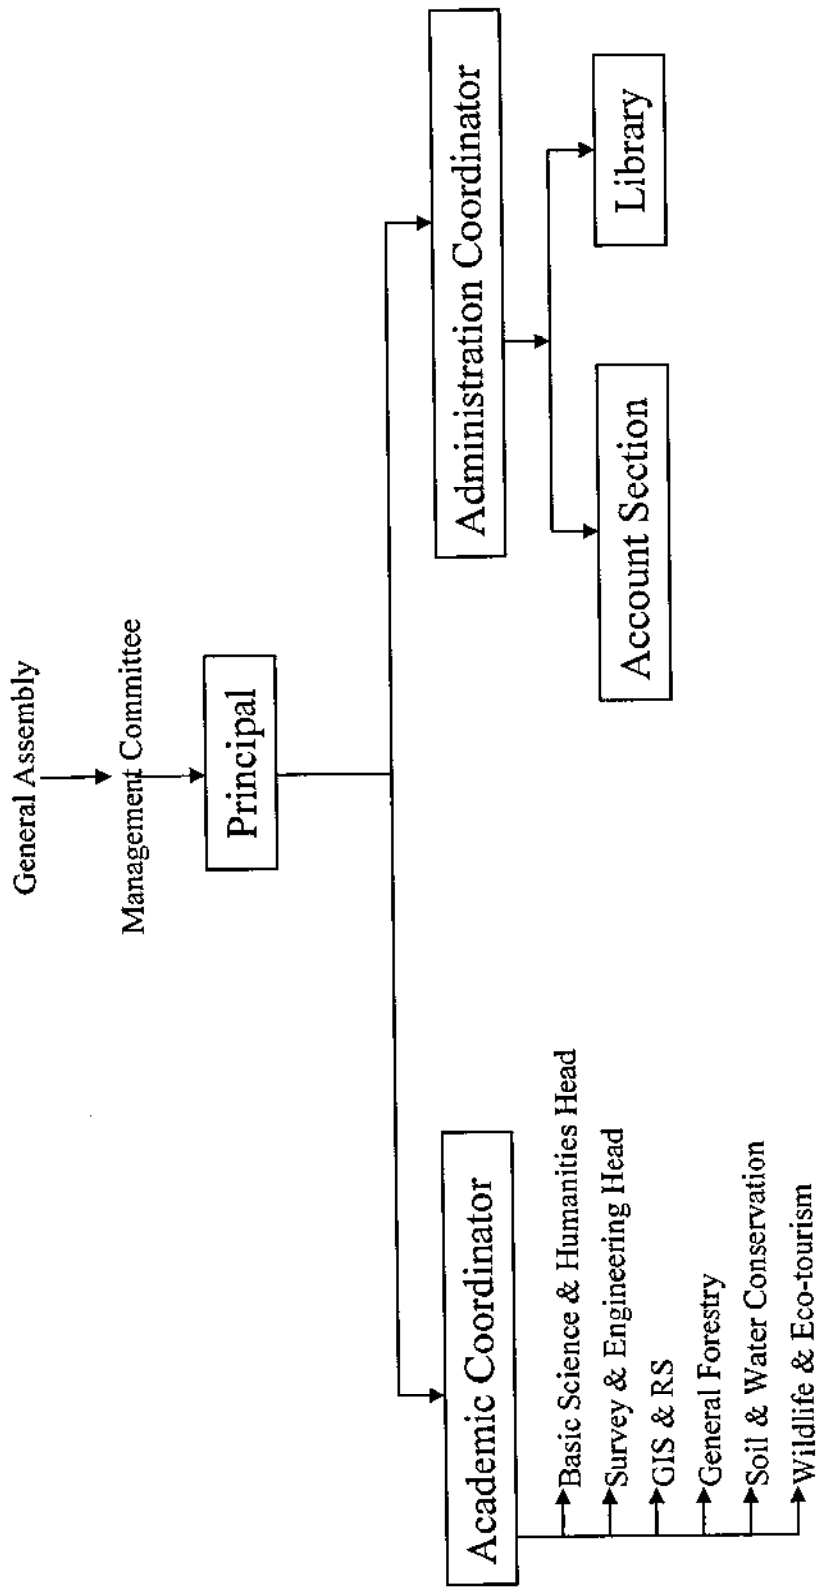 General Assembly
Management Committee
Principal
Academic Coordinator
Basic Science & Humanities Head
Survey & Engineering Head
GIS & RS
General Forestry
Soil & Water Conservation
Wildlife & Eco-tourism
Administration Coordinator
Account Section
Library